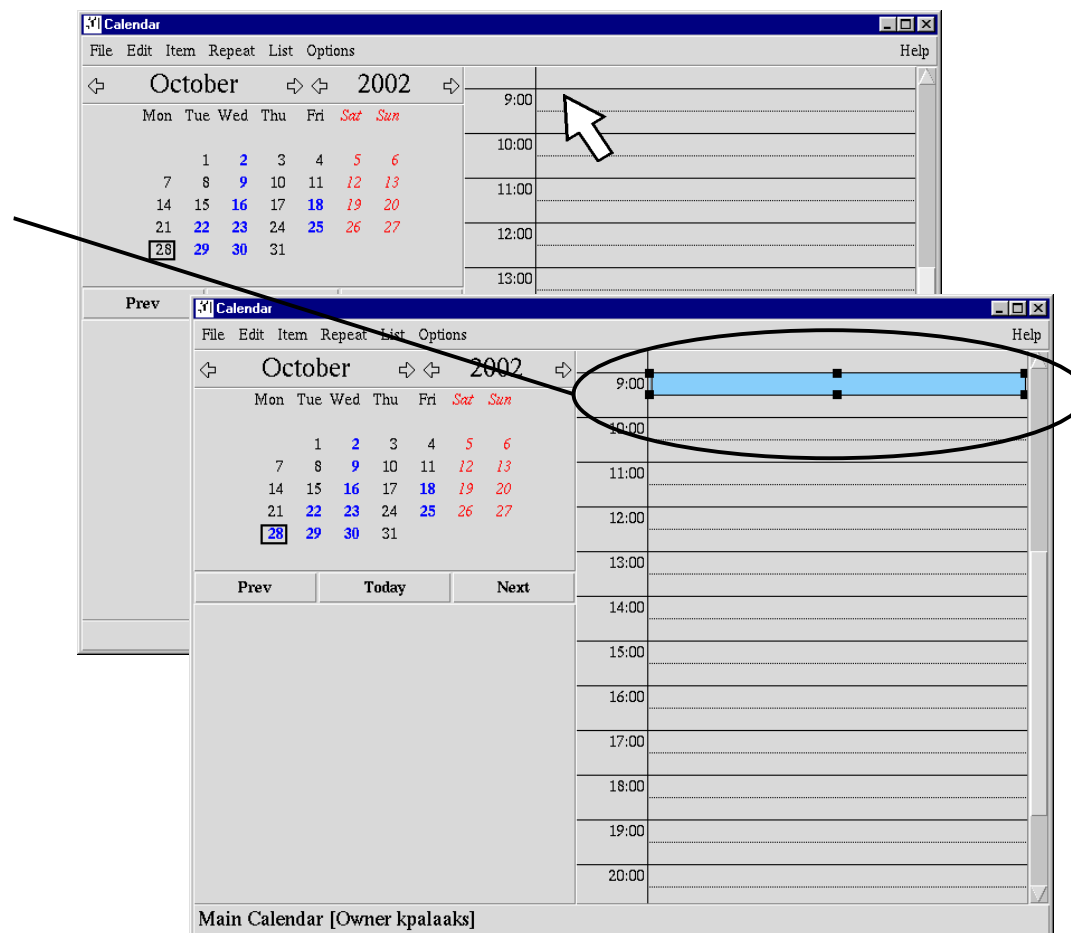 Calendar
File Edit Item Repeat List Options Help
October 2002
Mon Tue Wed Thu Fri Sat Sun
1 2 3 4 5 6
7 8 9 10 11 12 13
14 15 16 17 18 19 20
21 22 23 24 25 26 27
28 29 30 31
9:00
10:00
11:00
12:00
13:00
Prev
Calendar
File Edit Item Repeat List Options Help
October 2002
Mon Tue Wed Thu Fri Sat Sun
1 2 3 4 5 6
7 8 9 10 11 12 13
14 15 16 17 18 19 20
21 22 23 24 25 26 27
28 29 30 31
Prev Today Next
9:00
10:00
11:00
12:00
13:00
14:00
15:00
16:00
17:00
18:00
19:00
20:00
Main Calendar [Owner kpalaaks]